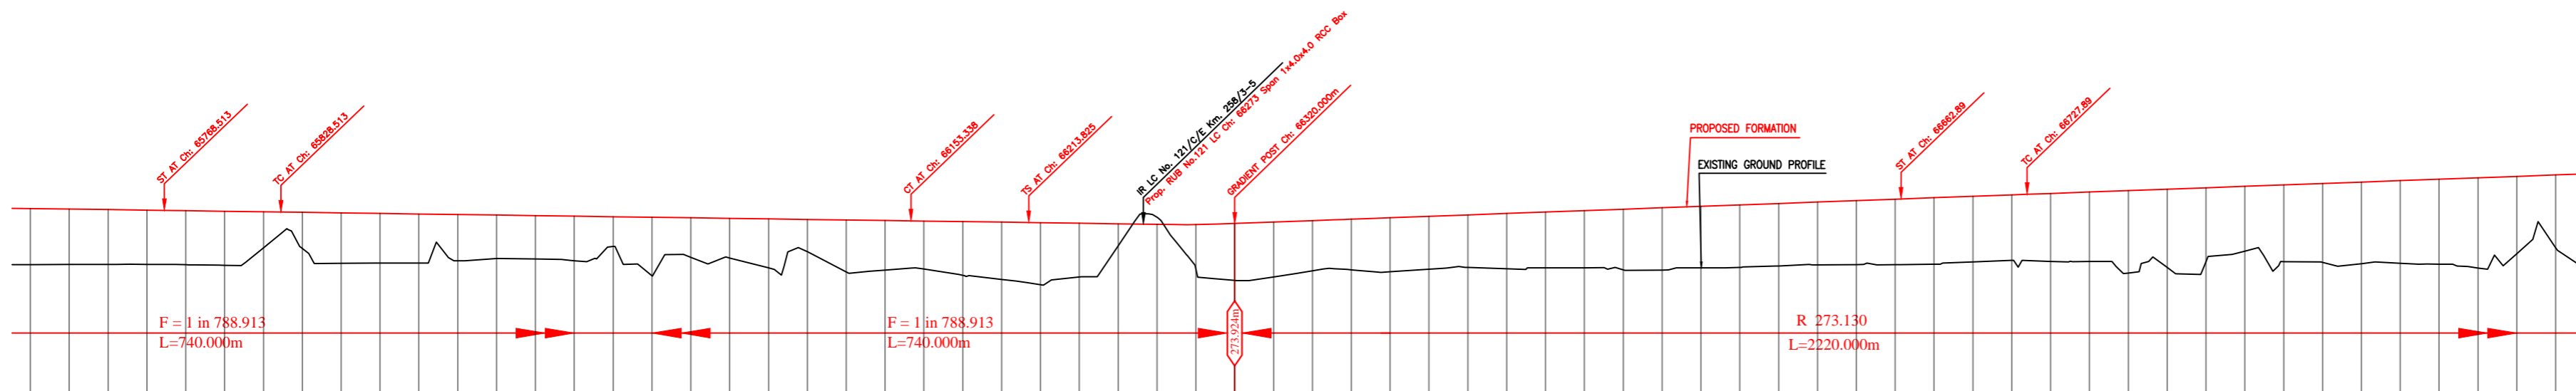 ST AT Ch: 65768.513
TC AT Ch: 65828.513
CT AT Ch: 66153.338
TS AT Ch: 66213.825
IR LC No. 121/C/E Km. 258/3-5
Prop. RUB No.121 LC Ch: 66273 Span 1x4.0x4.0 RCC Box
GRADIENT POST Ch: 66320.000m
PROPOSED FORMATION
EXISTING GROUND PROFILE
ST AT Ch: 66662.89
TC AT Ch: 66727.89
F = 1 in 788.913
L=740.000m
F = 1 in 788.913
L=740.000m
273.924m
R 273.130
L=2220.000m